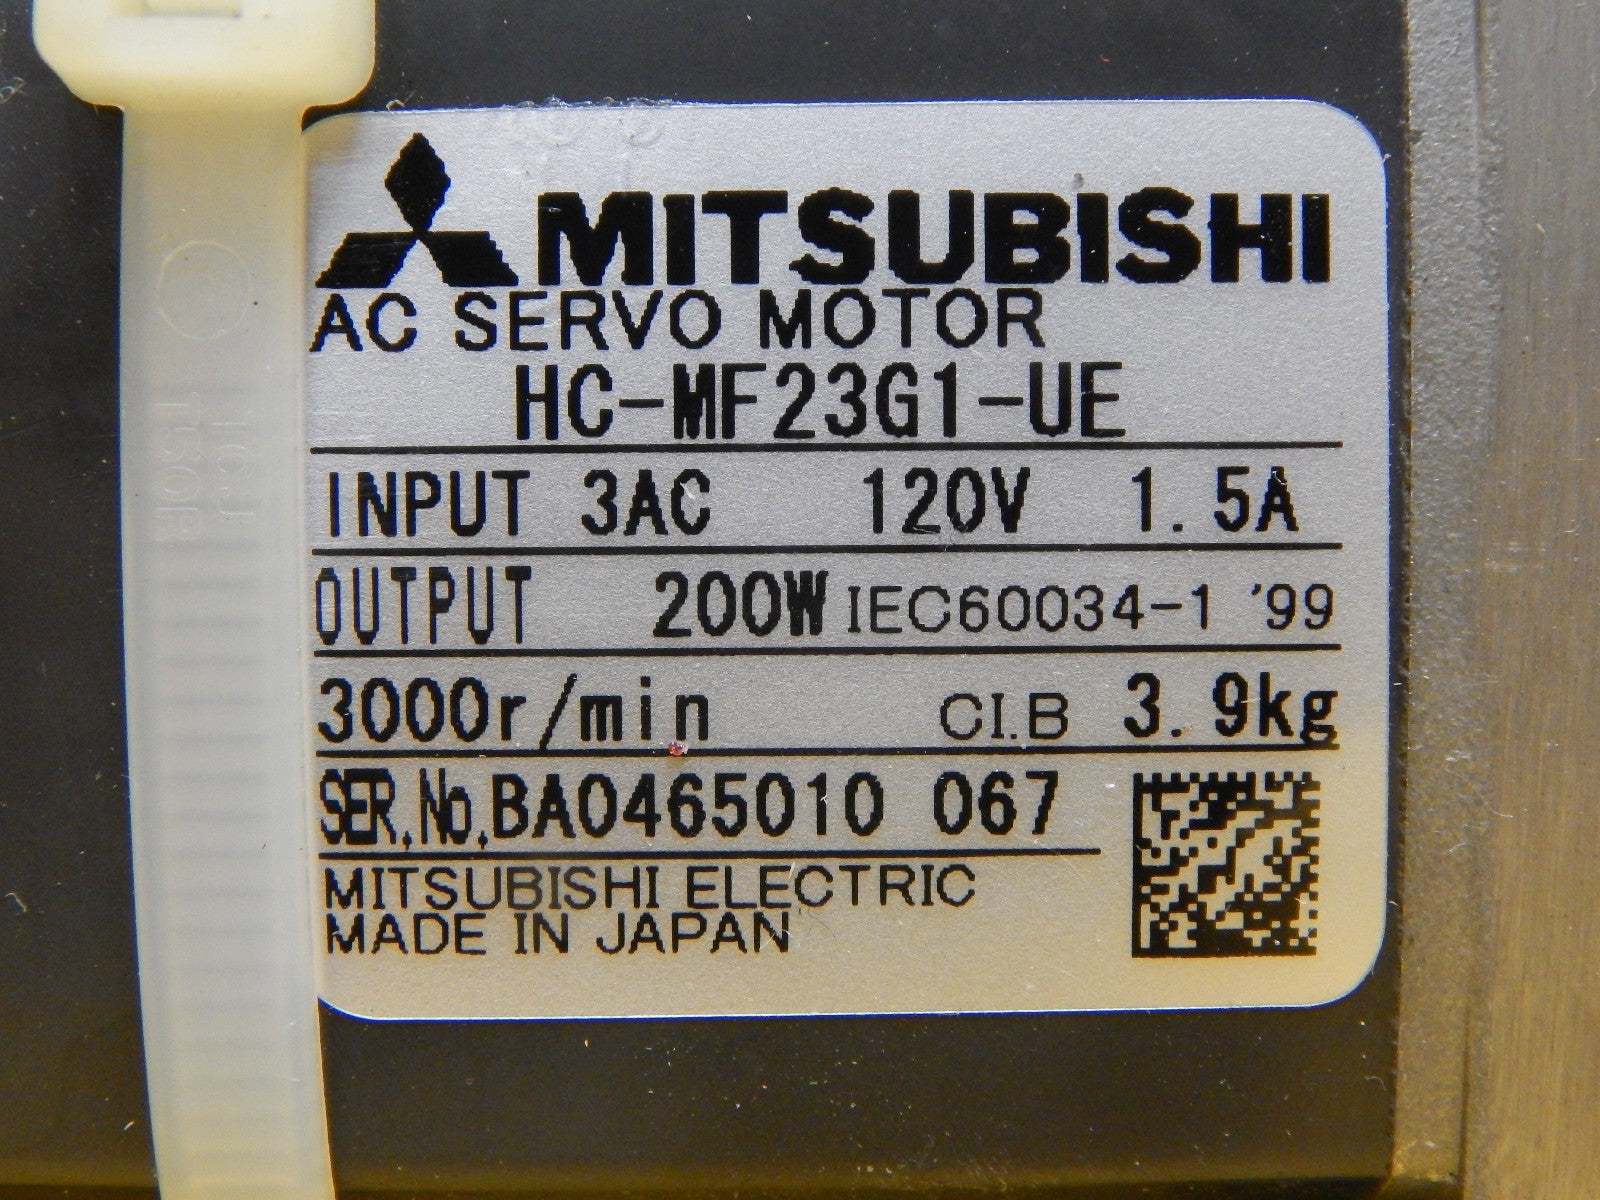 MITSUBISHI
AC SERVO MOTOR
HC-MF23G1-UE
INPUT 3AC 120V 1.5A
OUTPUT 200W IEC60034-1 '99
3000r/min CI.B 3.9kg
SER.No.BA0465010 067
MITSUBISHI ELECTRIC
MADE IN JAPAN